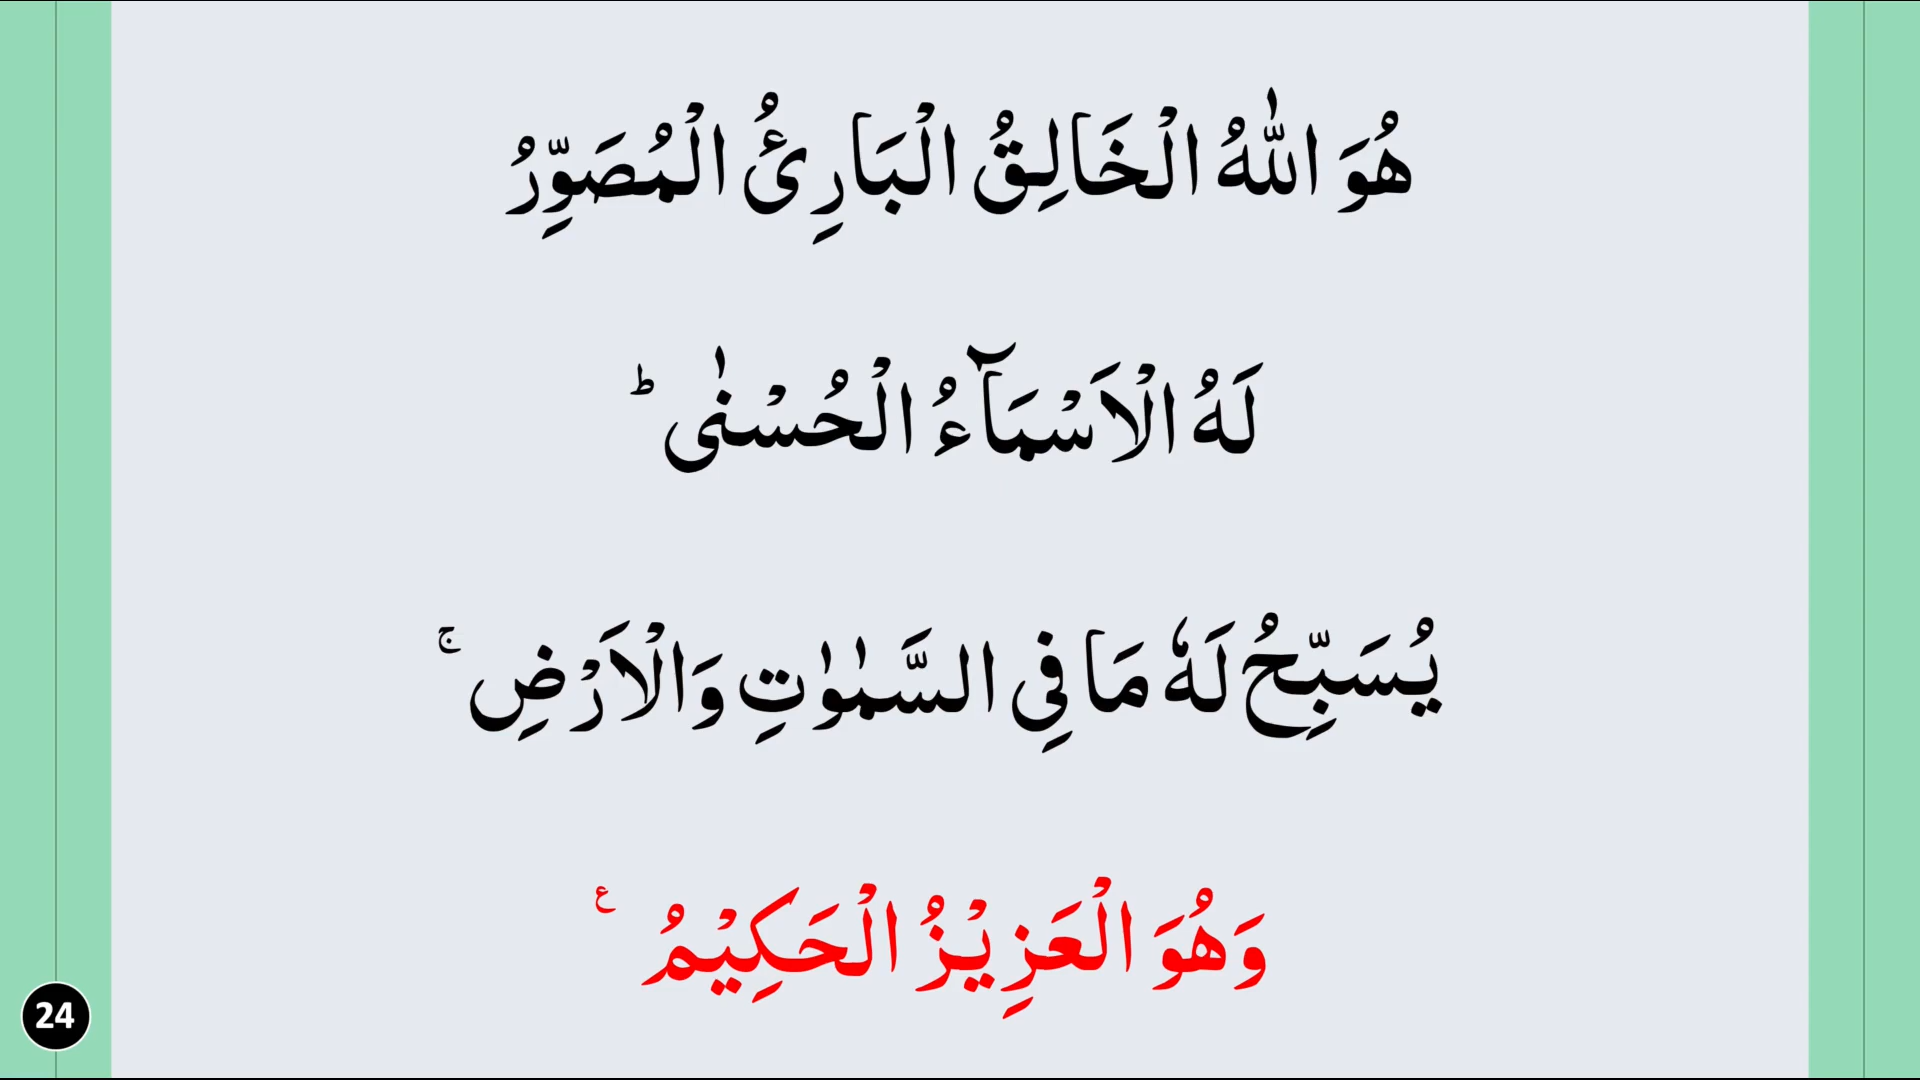 هُوَ اللّٰهُ الْخَالِقُ الْبَارِئُ الْمُصَوِّرُ
لَهُ الْاَسْمَآءُ الْحُسْنٰى ؕ
يُسَبِّحُ لَهٗ مَا فِى السَّمٰوٰتِ وَالْاَرْضِ ۚ
وَهُوَ الْعَزِيْزُ الْحَكِيْمُ ؑ
24